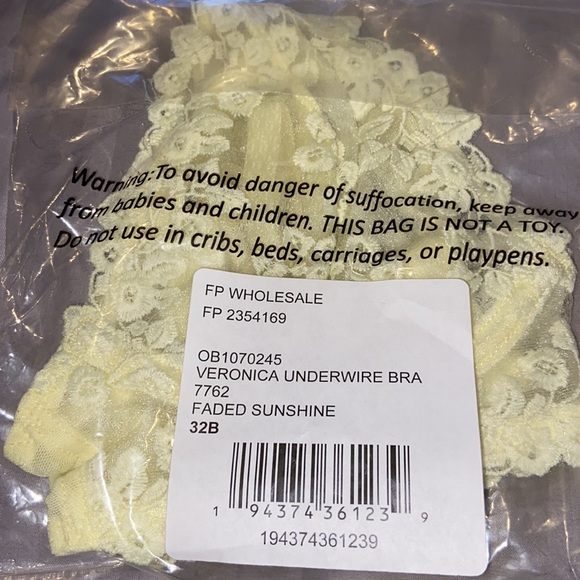 Warning:To avoid danger of suffocation, keep away
from babies and children. THIS BAG IS NOT A TOY.
Do not use in cribs, beds, carriages, or playpens.
FP WHOLESALE
FP 2354169
OB1070245
VERONICA UNDERWIRE BRA
7762
FADED SUNSHINE
32B
1 94374 36123 9
194374361239